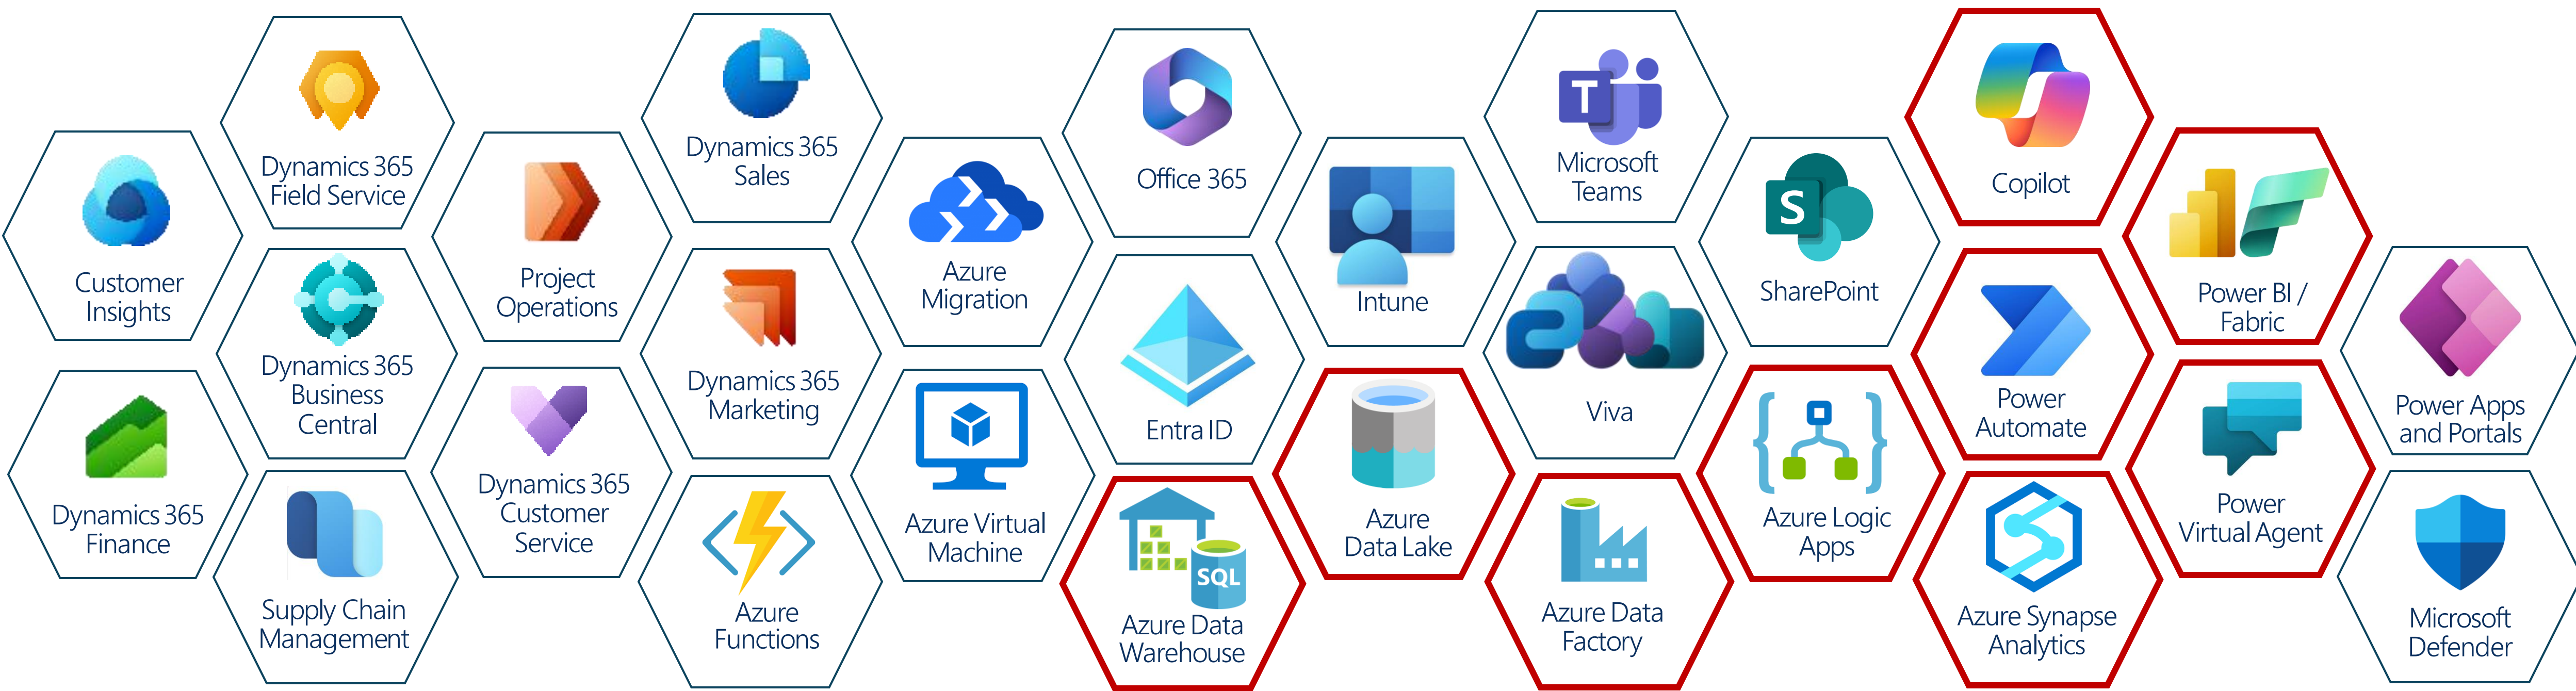 Customer
Insights
Dynamics 365
Finance
Dynamics 365
Field Service
Dynamics 365
Business
Central
Supply Chain
Management
Project
Operations
Dynamics 365
Customer
Service
Dynamics 365
Sales
Dynamics 365
Marketing
Azure
Functions
Azure
Migration
Azure Virtual
Machine
Office 365
Entra ID
SQL
Azure Data
Warehouse
Intune
Azure
Data Lake
T
Microsoft
Teams
Viva
Azure Data
Factory
S
SharePoint
Azure Logic
Apps
Copilot
Power
Automate
Azure Synapse
Analytics
Power BI /
Fabric
Power
Virtual Agent
Power Apps
and Portals
Microsoft
Defender